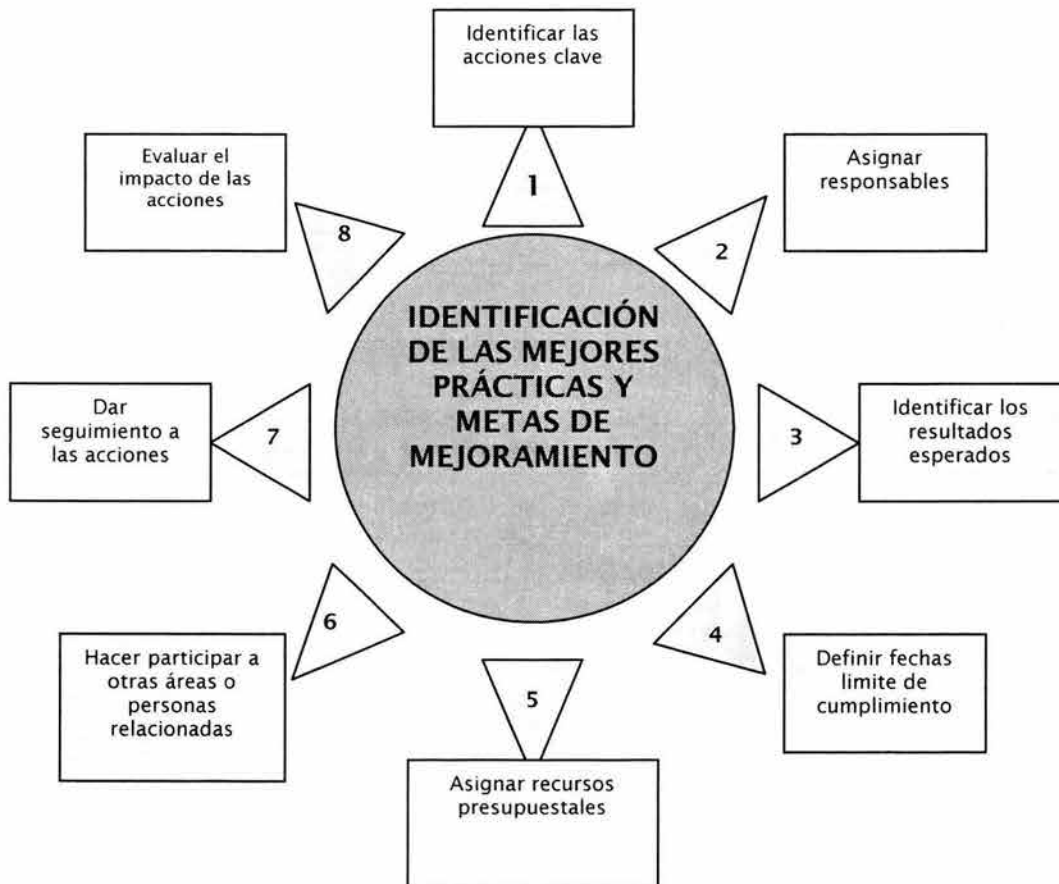 Identificar las
acciones clave
1
Asignar
responsables
2
Identificar los
resultados
esperados
3
Definir fechas
limite de
cumplimiento
4
Asignar recursos
presupuestales
5
Hacer participar a
otras áreas o
personas
relacionadas
6
Dar
seguimiento a
las acciones
7
Evaluar el
impacto de las
acciones
8
IDENTIFICACIÓN
DE LAS MEJORES
PRÁCTICAS Y
METAS DE
MEJORAMIENTO